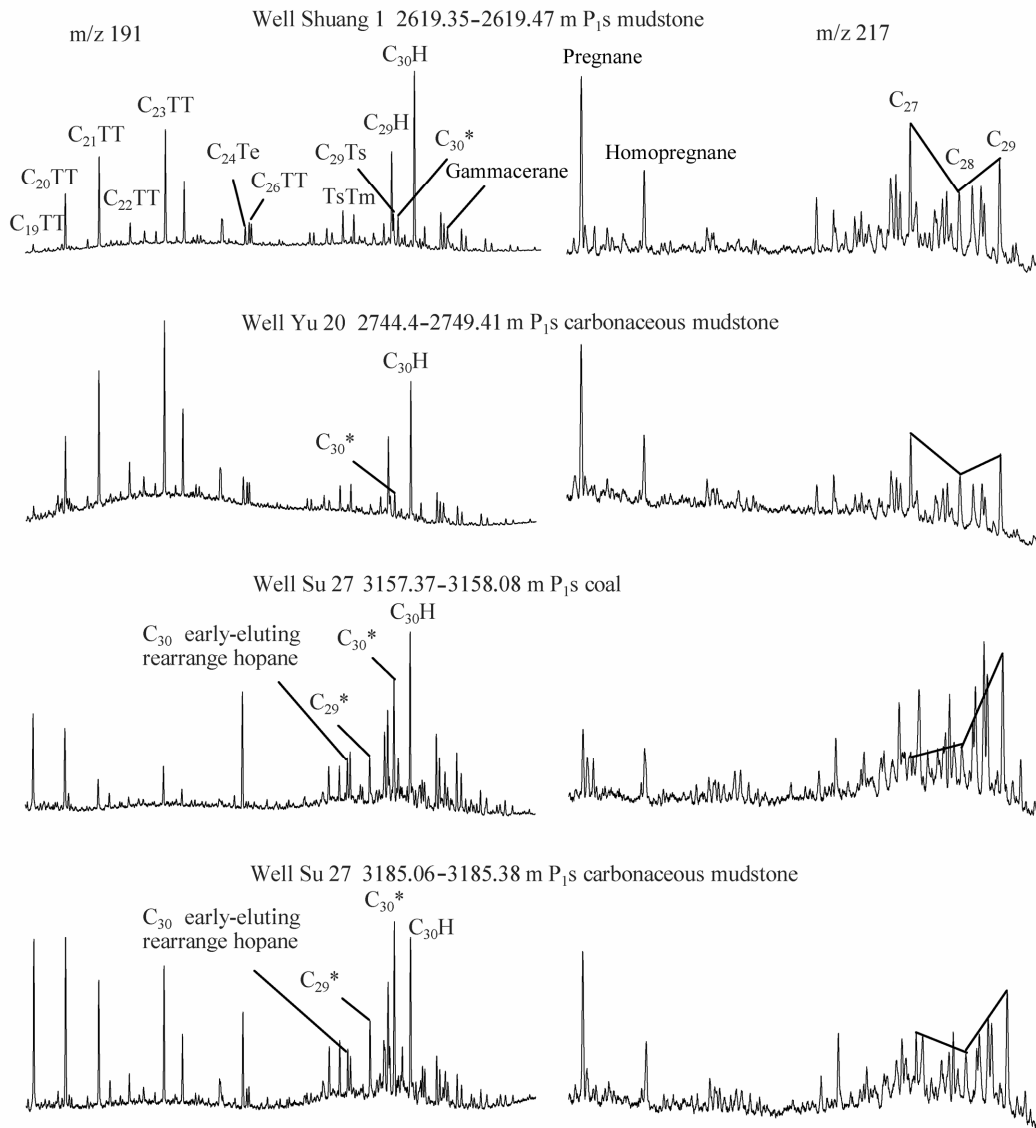 Well Shuang 1 2619.35-2619.47 m P₁s mudstone
m/z 191
m/z 217
C₃₀H
Pregnane
C₂₃TT
C₂₇
C₂₁TT
C₂₉H
C₂₄Te
C₂₉Ts
C₃₀*
C₂₈
C₂₉
Homopregnane
C₂₀TT
C₂₆TT
Gammacerane
C₂₂TT
TsTm
C₁₉TT
Well Yu 20 2744.4-2749.41 m P₁s carbonaceous mudstone
C₃₀H
C₃₀*
Well Su 27 3157.37-3158.08 m P₁s coal
C₃₀H
C₃₀ early-eluting
rearrange hopane
C₃₀*
C₂₉*
Well Su 27 3185.06-3185.38 m P₁s carbonaceous mudstone
C₃₀*
C₃₀ early-eluting
rearrange hopane
C₃₀H
C₂₉*